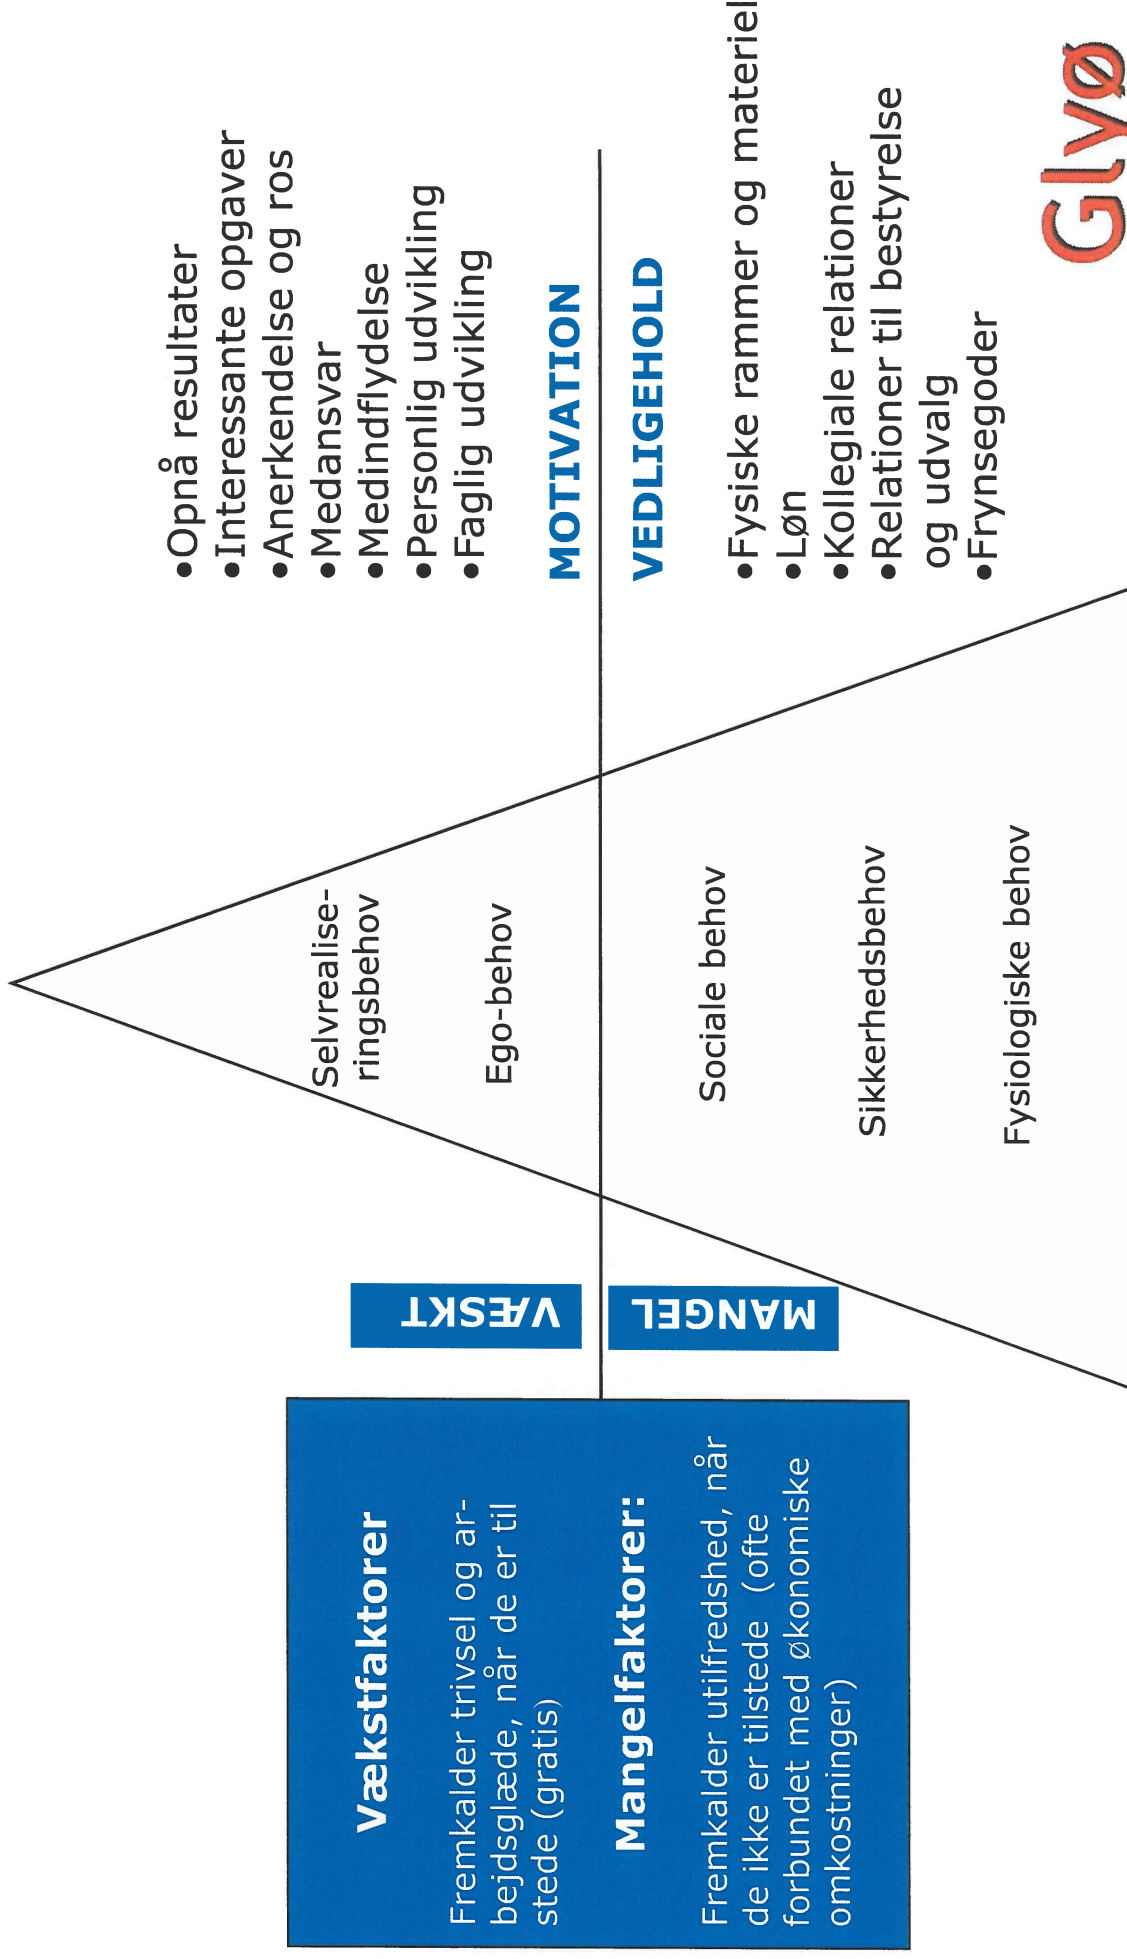 Vækstfaktorer
Fremkalder trivsel og ar-
bejdsglæde, når de er til
stede (gratis)
Mangelfaktorer:
Fremkalder utilfredshed, når
de ikke er tilstede (ofte
forbundet med økonomiske
omkostninger)
VÆSKT
MANGEL
Selvrealise-
ringsbehov
Ego-behov
Sociale behov
Sikkerhedsbehov
Fysiologiske behov
•Opnå resultater
•Interessante opgaver
•Anerkendelse og ros
•Medansvar
•Medindflydelse
•Personlig udvikling
•Faglig udvikling
MOTIVATION
VEDLIGEHOLD
•Fysiske rammer og materiel
•Løn
•Kollegiale relationer
•Relationer til bestyrelse
og udvalg
•Frynsegoder
Glyø